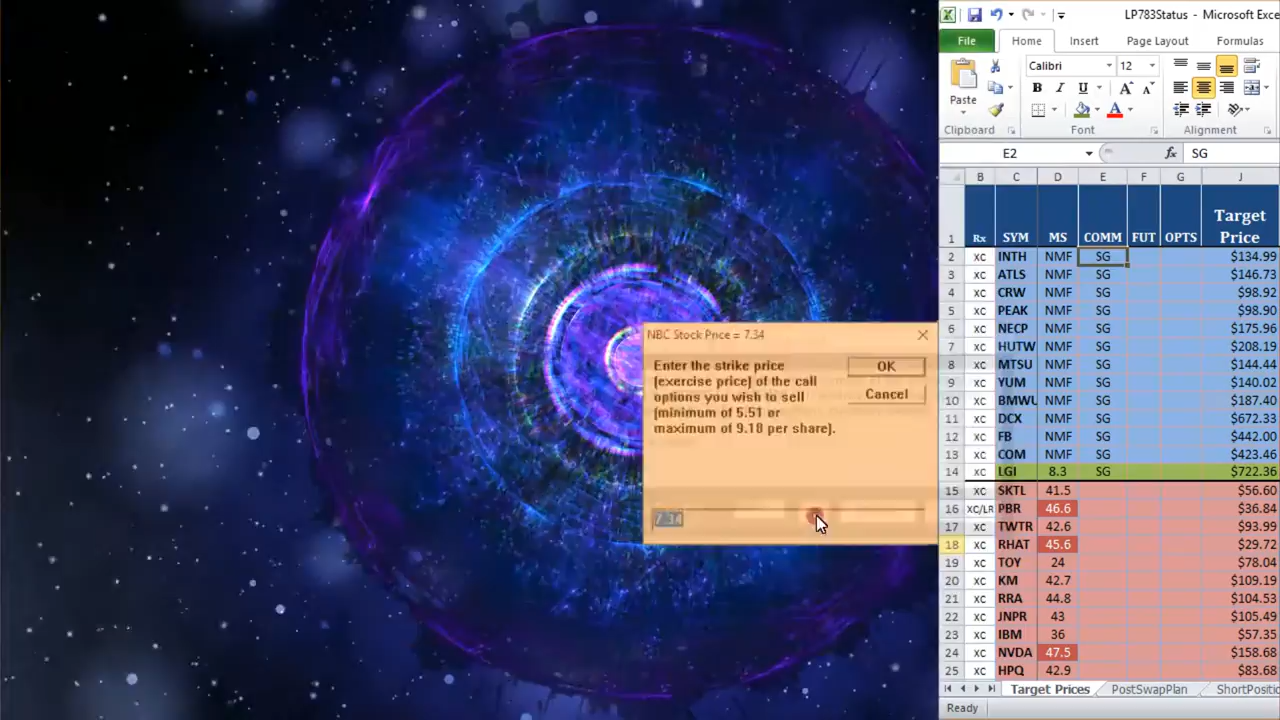 LP783Status - Microsoft Exce
File Home Insert Page Layout Formulas
Calibri 12
Paste
B I U A A
Clipboard Font Alignment
E2 fx SG
B C D E F G J
1 Rx SYM MS COMM FUT OPTS Target Price
2 XC INTH NMF SG $134.99
3 XC ATLS NMF SG $146.73
4 XC CRW NMF SG $98.92
5 XC PEAK NMF SG $98.90
6 XC NECP NMF SG $175.96
7 XC HUTW NMF SG $208.19
8 XC MTSU NMF SG $164.06
9 XC YUM NMF SG $140.02
10 XC BMWU NMF SG $187.40
11 XC DCX NMF SG $672.33
12 XC FB NMF SG $442.00
13 XC COM NMF SG $423.46
14 XC LGI 8.3 SG $722.36
15 XC SKTL 41.5 $56.60
16 XC/LR PBR 46.6 $36.84
17 XC TWTR 42.6 $93.99
18 XC RHAT 45.6 $29.72
19 XC TOY 24 $78.04
20 XC KM 42.7 $109.19
21 XC RRA 44.8 $104.53
22 XC JNPR 43 $105.49
23 XC IBM 36 $57.35
24 XC NVDA 47.5 $158.68
25 XC HPQ 42.9 $83.68
Target Prices PostSwapPlan ShortPositio
Ready
NBC Stock Price = 7.34
Enter the strike price
(exercise price) of the call
options you wish to sell
(minimum of 5.51 or
maximum of 9.18 per share).
OK
Cancel
7.34